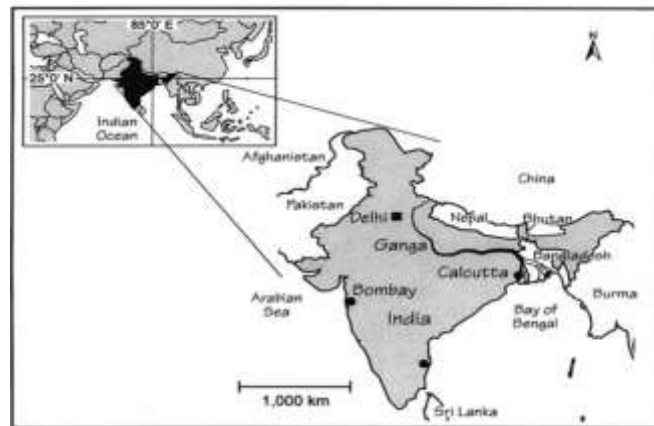 85°0' E
N
25°0' N
Indian
Ocean
Afghanistan
China
Pakistan
Delhi
Nepal
Bhutan
Ganga
Bangladesh
Calcutta
Arabian
Sea
Bombay
Burma
India
Bay of
Bengal
1,000 km
Sri Lanka